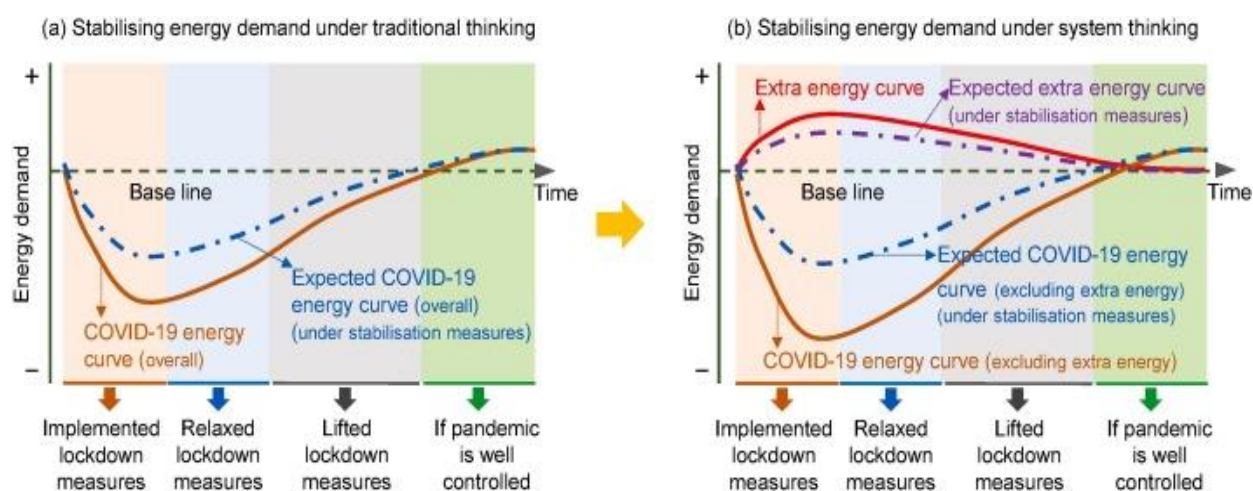 (a) Stabilising energy demand under traditional thinking
+
Energy demand
Base line
Time
Expected COVID-19
energy curve (overall)
(under stabilisation measures)
COVID-19 energy
curve (overall)
–
Implemented
lockdown
measures
Relaxed
lockdown
measures
Lifted
lockdown
measures
If pandemic
is well
controlled
(b) Stabilising energy demand under system thinking
+
Energy demand
Extra energy curve
Expected extra energy curve
(under stabilisation measures)
Base line
Time
Expected COVID-19 energy
curve (excluding extra energy)
(under stabilisation measures)
COVID-19 energy curve (excluding extra energy)
–
Implemented
lockdown
measures
Relaxed
lockdown
measures
Lifted
lockdown
measures
If pandemic
is well
controlled